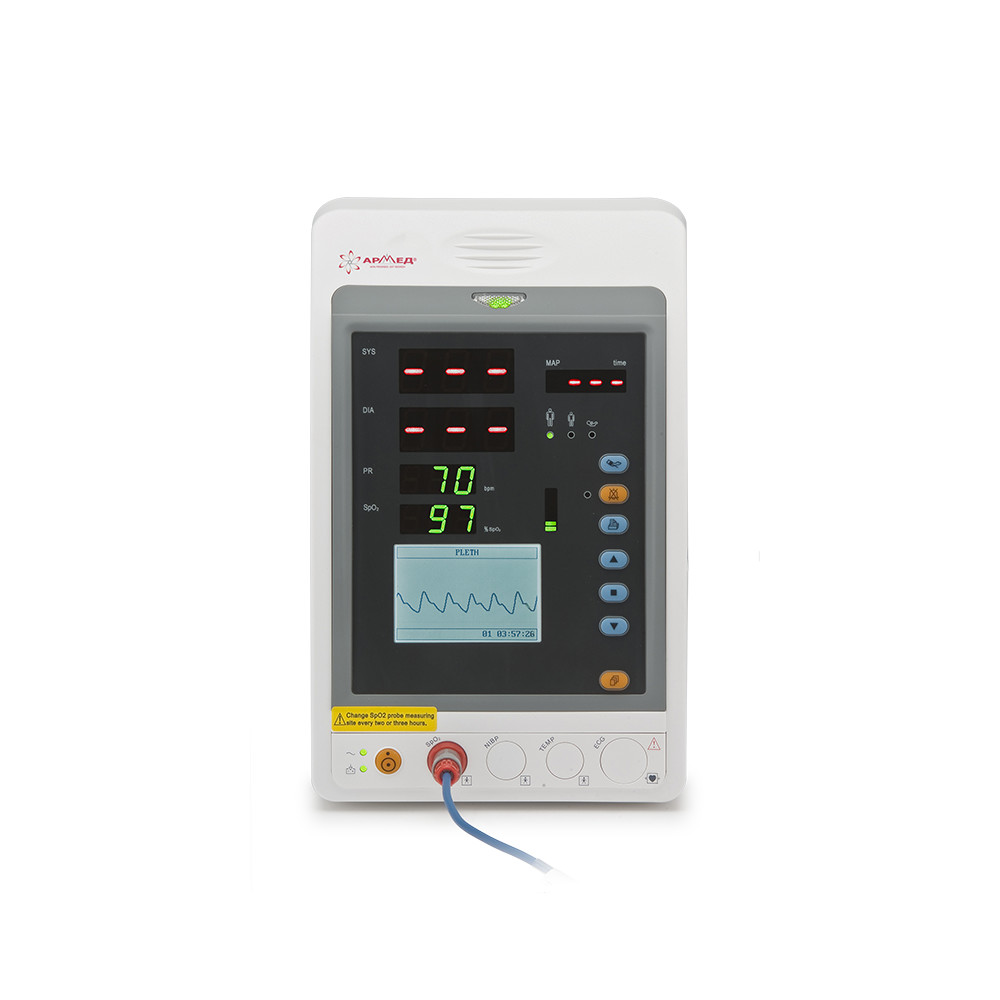 АРМЕД®
SYS
---
MAP time
---
DIA
---
PR 70 bpm
SpO₂ 97 % SpO₂
PLETH
01 03:57:26
Change SpO2 probe measuring
site every two or three hours.
SpO₂ NIBP TEMP ECG